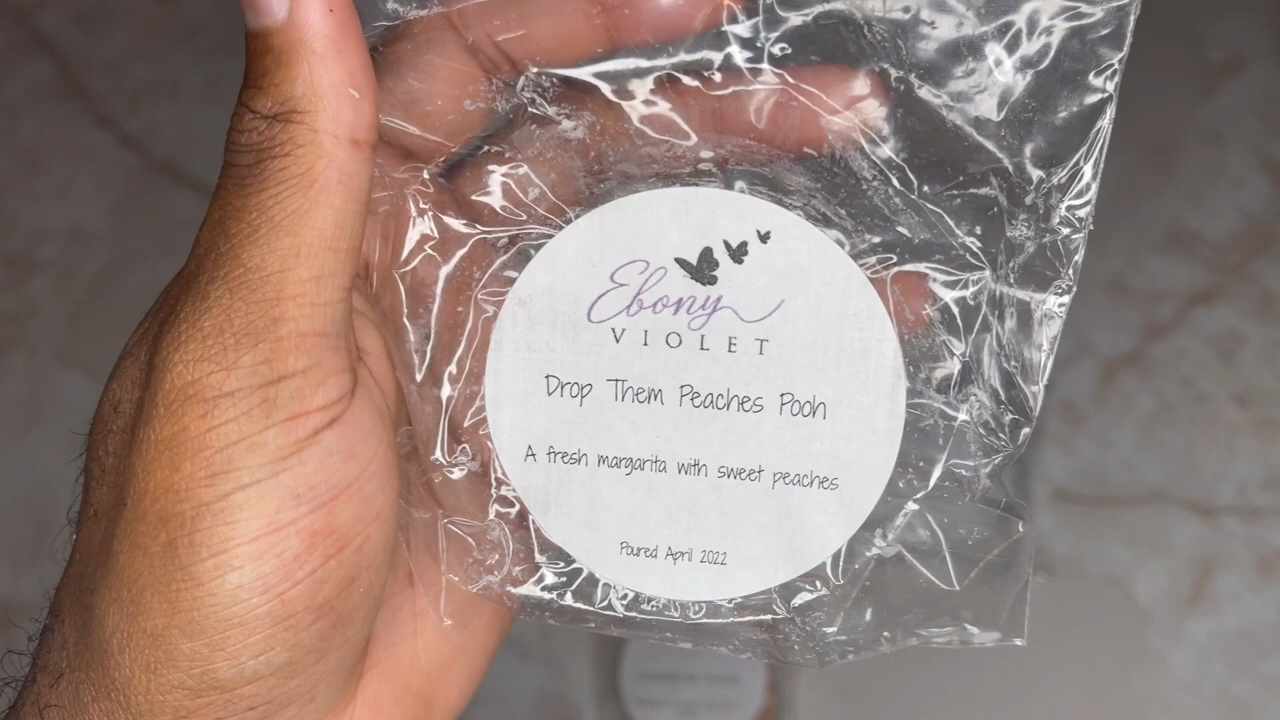 Ebony
VIOLET
Drop Them Peaches Pooh
A fresh margarita with sweet peaches
Poured April 2022